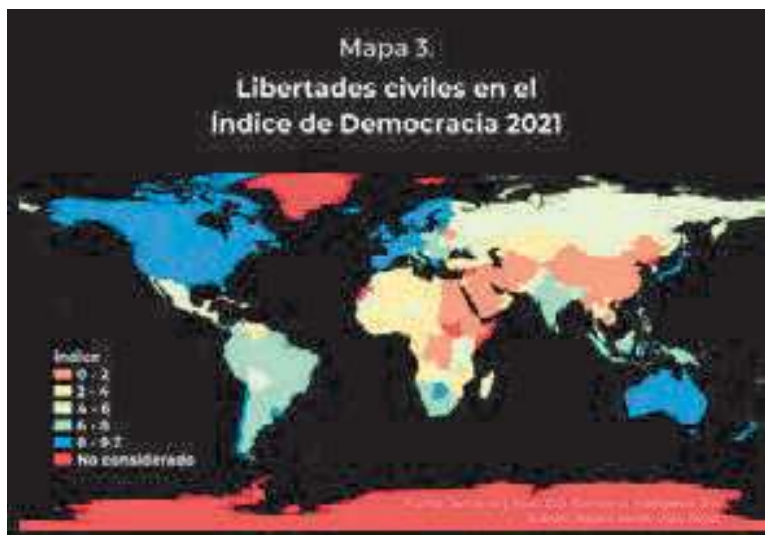 Mapa 3.
Libertades civiles en el
Índice de Democracia 2021
Índice
0 - 2
2 - 4
4 - 6
6 - 8
8 - 9.7
No considerado